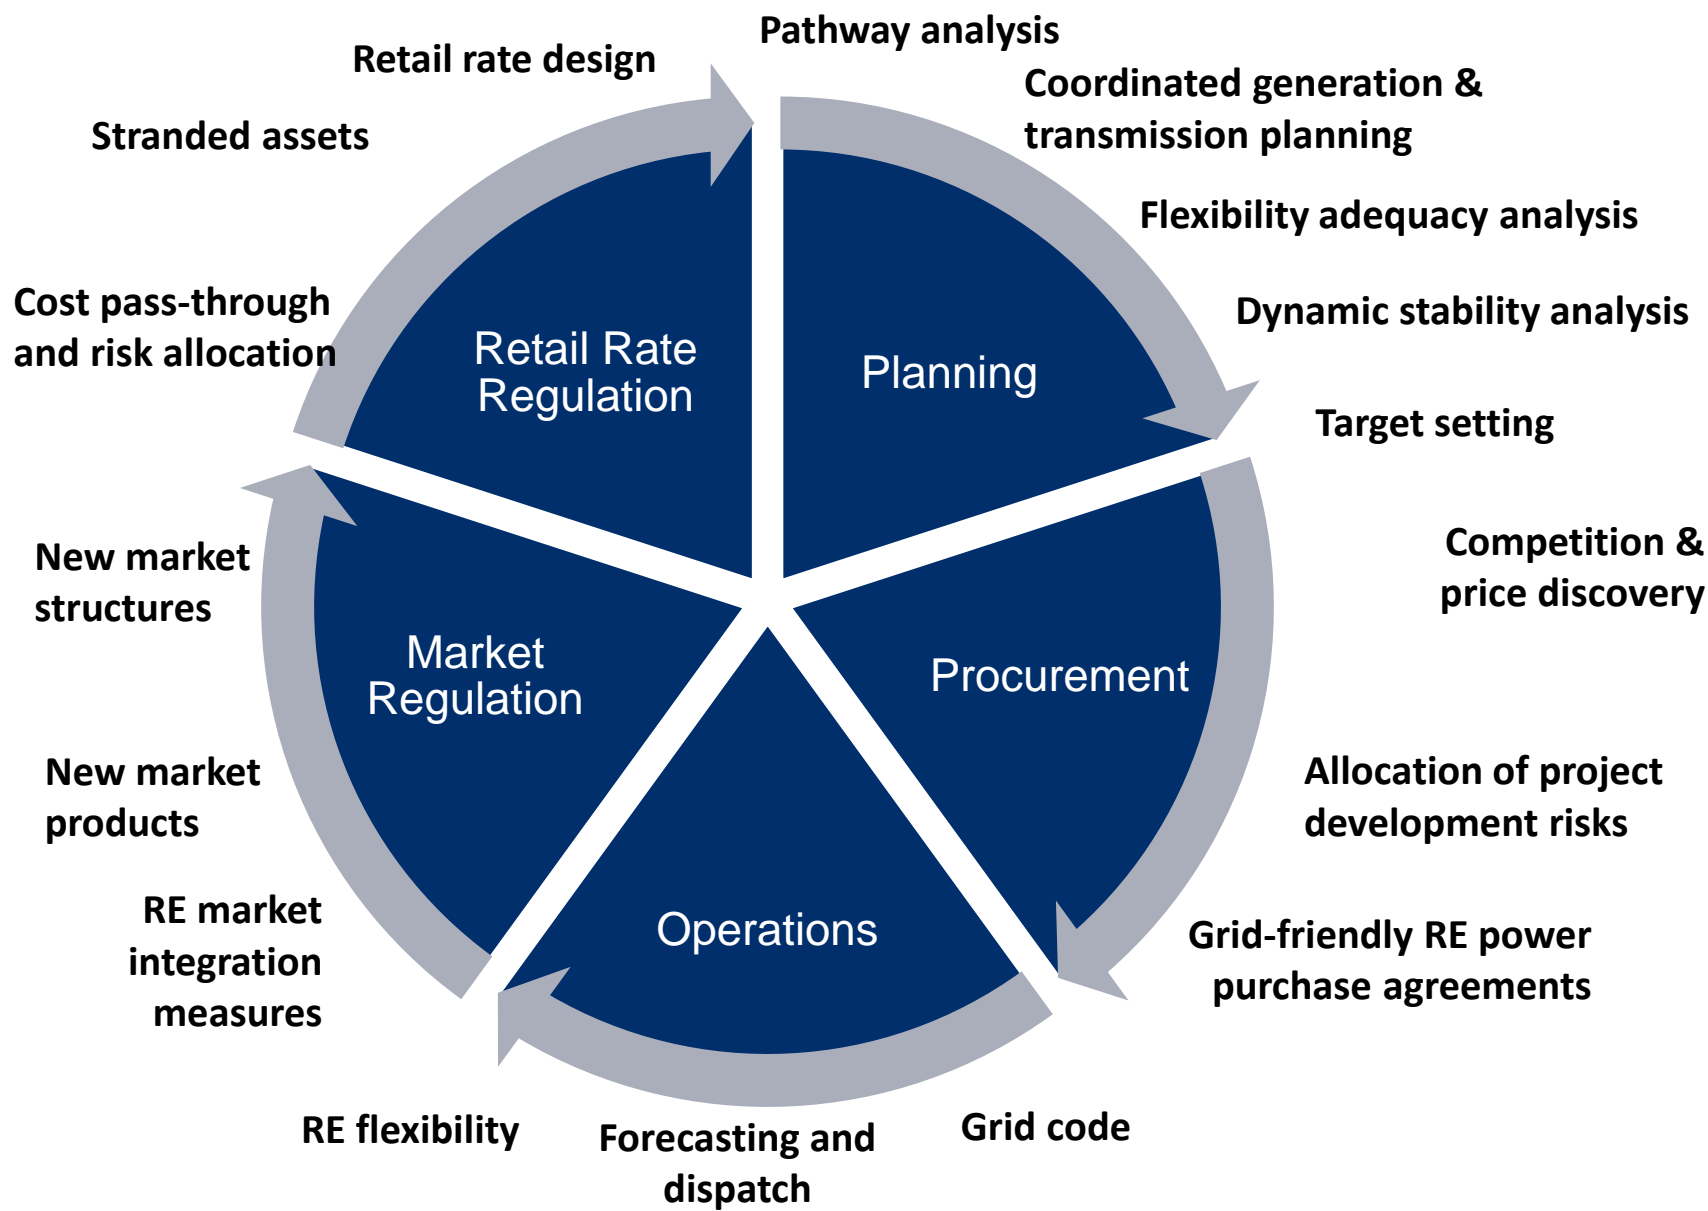 Pathway analysis
Retail rate design
Coordinated generation &
transmission planning
Stranded assets
Flexibility adequacy analysis
Cost pass-through
and risk allocation
Dynamic stability analysis
Retail Rate
Regulation
Planning
Target setting
New market
structures
Competition &
price discovery
Market
Regulation
Procurement
New market
products
Allocation of project
development risks
RE market
integration
measures
Operations
Grid-friendly RE power
purchase agreements
RE flexibility
Forecasting and
dispatch
Grid code